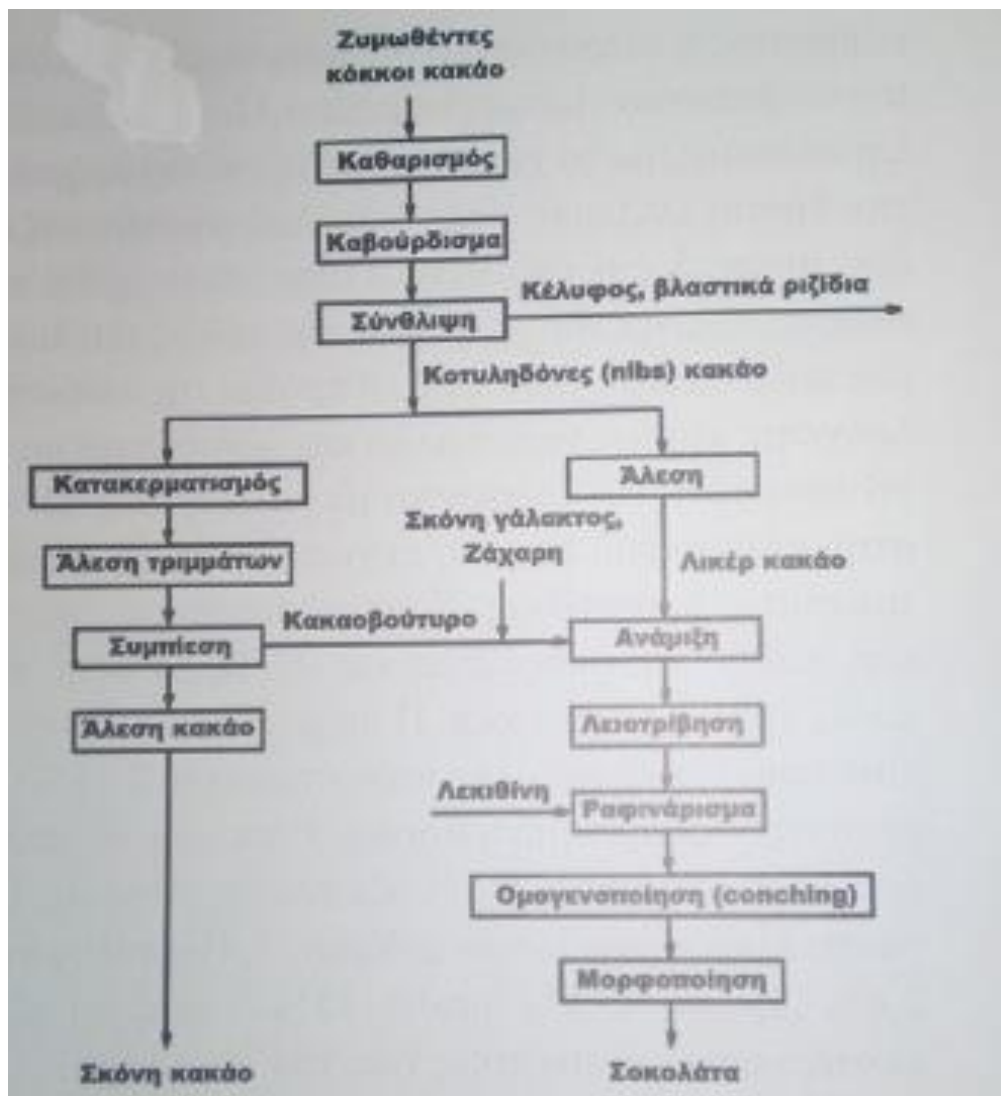 Ζυμωθέντες
κόκκοι κακάο
Καθαρισμός
Καβούρδισμα
Σύνθλιψη
Κέλυφος, βλαστικά ριζίδια
Κοτυληδόνες (nibs) κακάο
Κατακερματισμός
Άλεση
Σκόνη γάλακτος,
Ζάχαρη
Άλεση τριμμάτων
Λικέρ κακάο
Κακαοβούτυρο
Συμπίεση
Ανάμιξη
Άλεση κακάο
Λειοτρίβηση
Λεκιθίνη
Ραφινάρισμα
Ομογενοποίηση (conching)
Μορφοποίηση
Σκόνη κακάο
Σοκολάτα